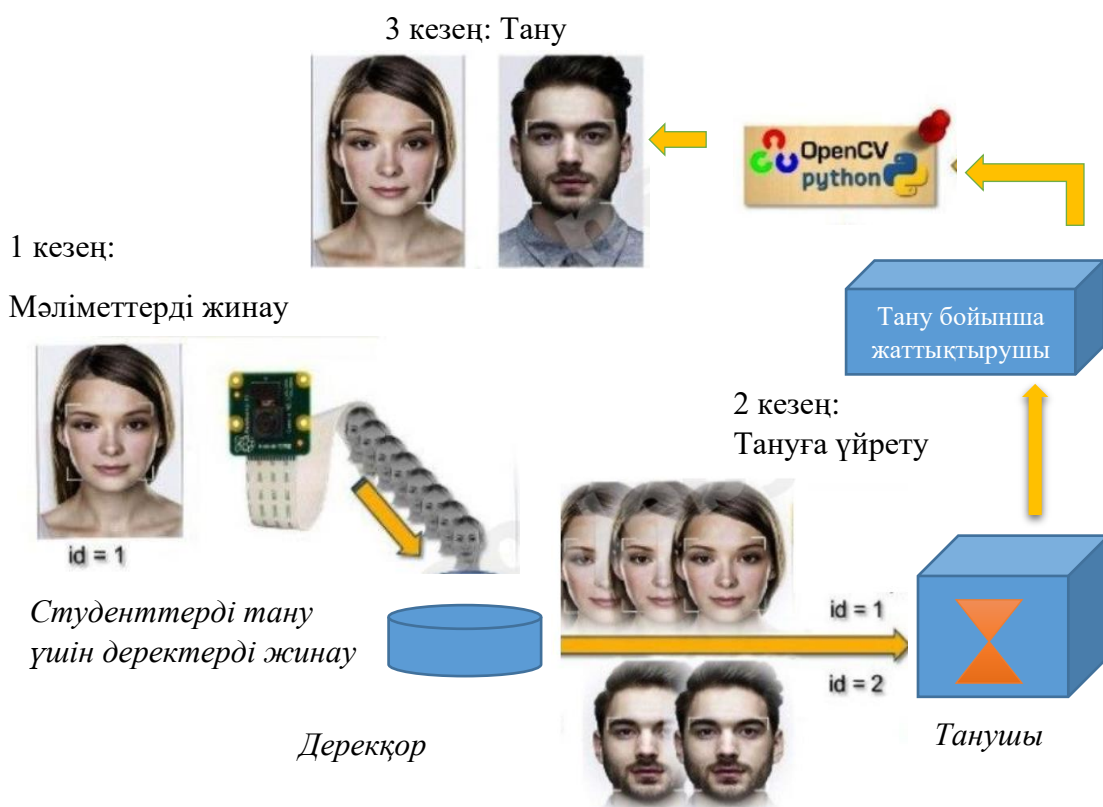 3 кезең: Тану
OpenCV
python
1 кезең:
Мәліметтерді жинау
Тану бойынша
жаттықтырушы
2 кезең:
Тануға үйрету
id = 1
Студенттерді тану
үшін деректерді жинау
id = 1
id = 2
Дерекқор
Танушы